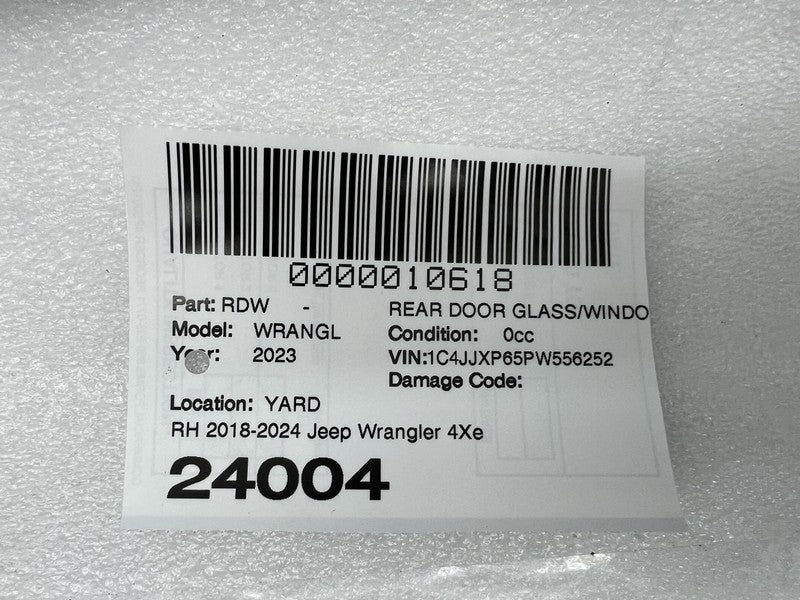 0000010618
Part: RDW - REAR DOOR GLASS/WINDO
Model: WRANGL Condition: 0cc
Year: 2023 VIN:1C4JJXP65PW556252
Damage Code:
Location: YARD
RH 2018-2024 Jeep Wrangler 4Xe
24004